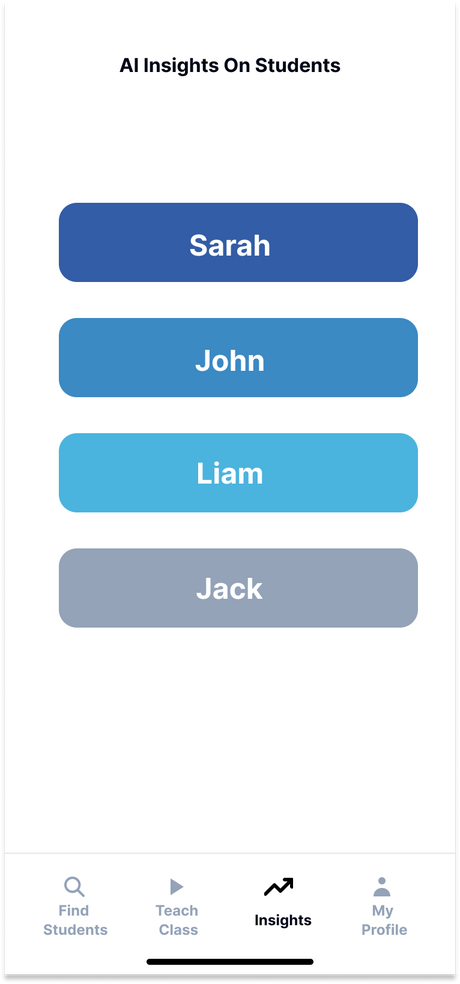 AI Insights On Students
Sarah
John
Liam
Jack
Find
Students
Teach
Class
Insights
My
Profile